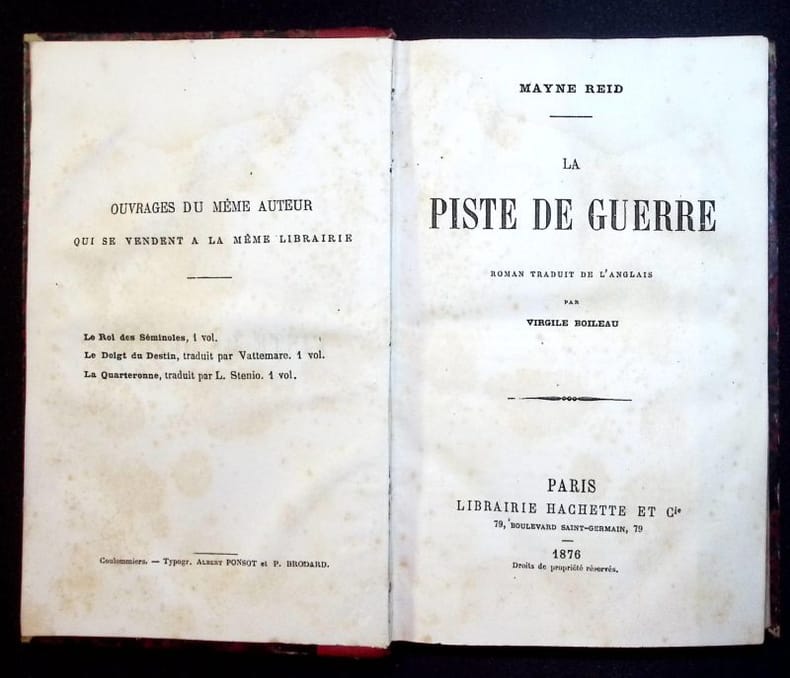 OUVRAGES DU MÊME AUTEUR
QUI SE VENDENT A LA MÊME LIBRAIRIE
Le Roi des Séminoles, 1 vol.
Le Doigt du Destin, traduit par Vattemare. 1 vol.
La Quarteronne, traduit par L. Stenio. 1 vol.
Coulommiers. — Typogr. ALBERT PONSOT et P. BRODARD.
MAYNE REID
LA
PISTE DE GUERRE
ROMAN TRADUIT DE L'ANGLAIS
PAR
VIRGILE BOILEAU
PARIS
LIBRAIRIE HACHETTE ET Cie
79, BOULEVARD SAINT-GERMAIN, 79
1876
Droits de propriété réservés.